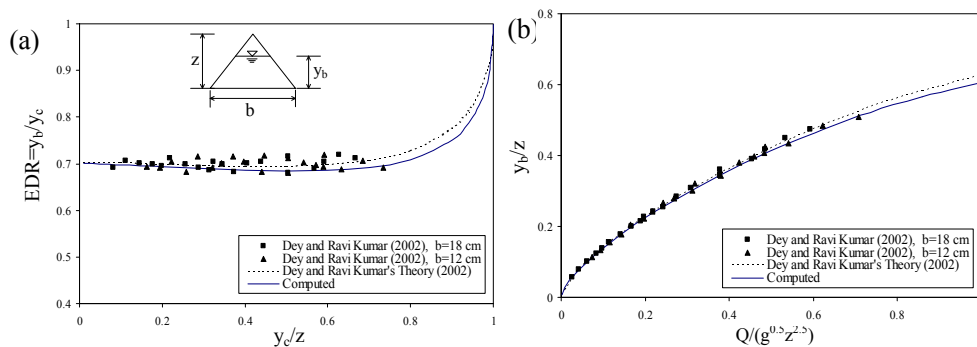 (a)
EDR=y_b/y_c
1
0.9
0.8
0.7
0.6
0.5
0.4
z
y_b
b
Dey and Ravi Kumar (2002), b=18 cm
Dey and Ravi Kumar (2002), b=12 cm
Dey and Ravi Kumar's Theory (2002)
Computed
0 0.2 0.4 0.6 0.8 1
y_c/z
(b)
y_b/z
0.8
0.6
0.4
0.2
0
Dey and Ravi Kumar (2002), b=18 cm
Dey and Ravi Kumar (2002), b=12 cm
Dey and Ravi Kumar's Theory (2002)
Computed
0 0.2 0.4 0.6 0.8
Q/(g^0.5z^2.5)